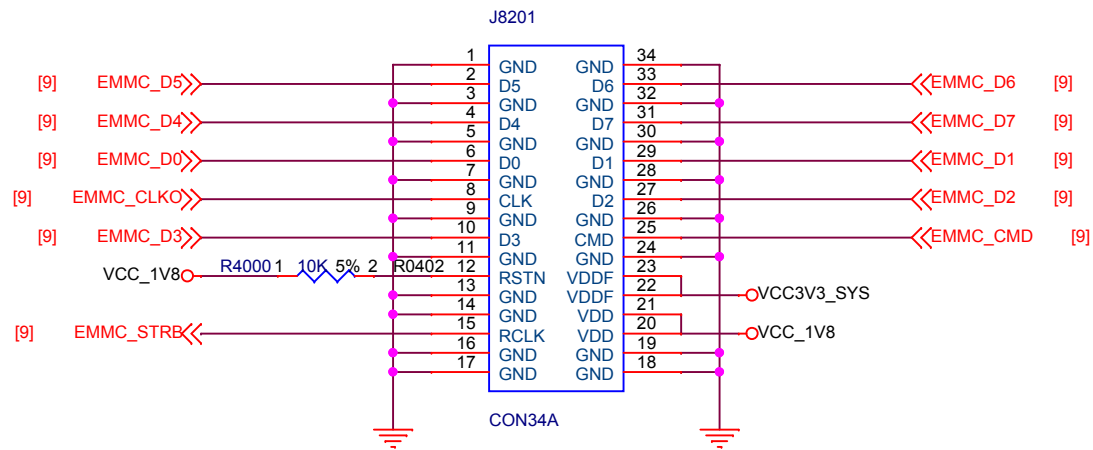 J8201
1 GND GND 34
[9] EMMC_D5 2 D5 D6 33 EMMC_D6 [9]
3 GND GND 32
[9] EMMC_D4 4 D4 D7 31 EMMC_D7 [9]
5 GND GND 30
[9] EMMC_D0 6 D0 D1 29 EMMC_D1 [9]
7 GND GND 28
[9] EMMC_CLKO 8 CLK D2 27 EMMC_D2 [9]
9 GND GND 26
[9] EMMC_D3 10 D3 CMD 25 EMMC_CMD [9]
11 GND GND 24
VCC_1V8 R4000 1 10K 5% 2 R0402 12 RSTN VDDF 23
13 GND VDDF 22 VCC3V3_SYS
14 GND VDD 21
[9] EMMC_STRB 15 RCLK VDD 20 VCC_1V8
16 GND GND 19
17 GND GND 18
CON34A